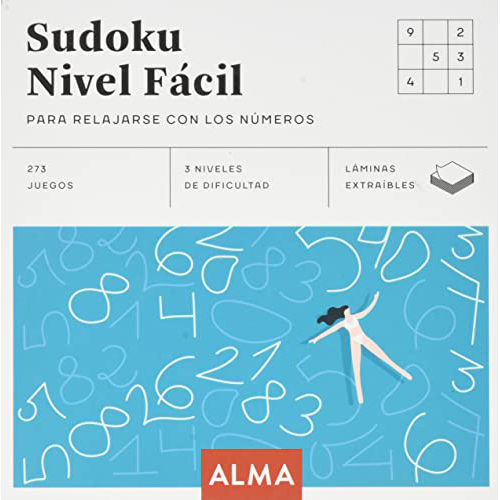 Sudoku
Nivel Fácil
PARA RELAJARSE CON LOS NÚMEROS
9 2
5 3
4 1
273
JUEGOS
3 NIVELES
DE DIFICULTAD
LÁMINAS
EXTRAÍBLES
ALMA